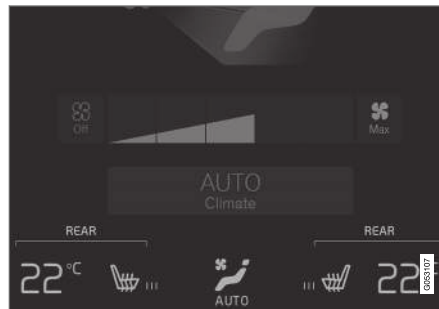 Off
Max
AUTO
Climate
REAR REAR
22°C 22°
AUTO
G053107